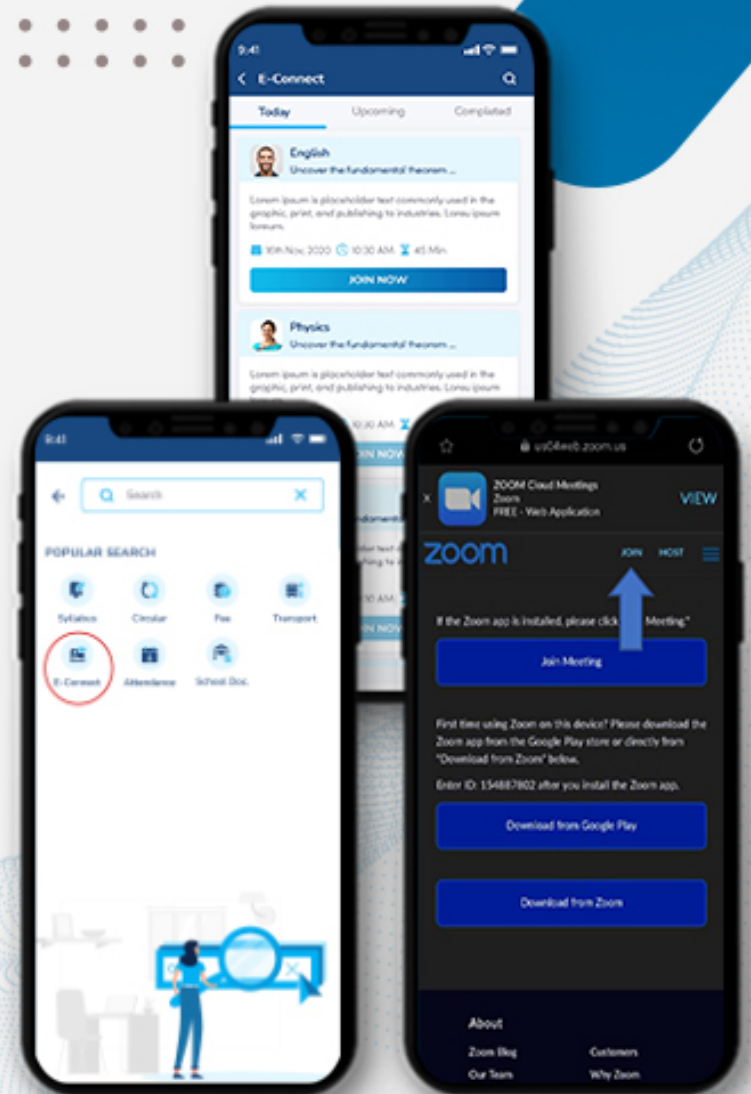 9:41
E-Connect
Today Upcoming Completed
English
Uncover the fundamental theorem ...
Lorem ipsum is placeholder text commonly used in the
graphic, print, and publishing to industries. Loreu ipsum
loreum.
10th Nov, 2020 10:30 AM 45 Min
JOIN NOW
Physics
Uncover the fundamental theorem ...
Lorem ipsum is placeholder text commonly used in the
graphic, print, and publishing to industries. Loreu ipsum
10:30 AM
JOIN NOW
9:41
Search
POPULAR SEARCH
Syllabus Circular Fee Transport
E-Connect Attendance School Doc.
us04web.zoom.us
ZOOM Cloud Meetings
Zoom
FREE - Web Application
VIEW
zoom JOIN HOST
If the Zoom app is installed, please click Meeting."
Join Meeting
First time using Zoom on this device? Please download the
Zoom app from the Google Play store or directly from
"Download from Zoom" below.
Enter ID: 154887802 after you install the Zoom app.
Download from Google Play
Download from Zoom
About
Zoom Blog Customers
Our Team Why Zoom